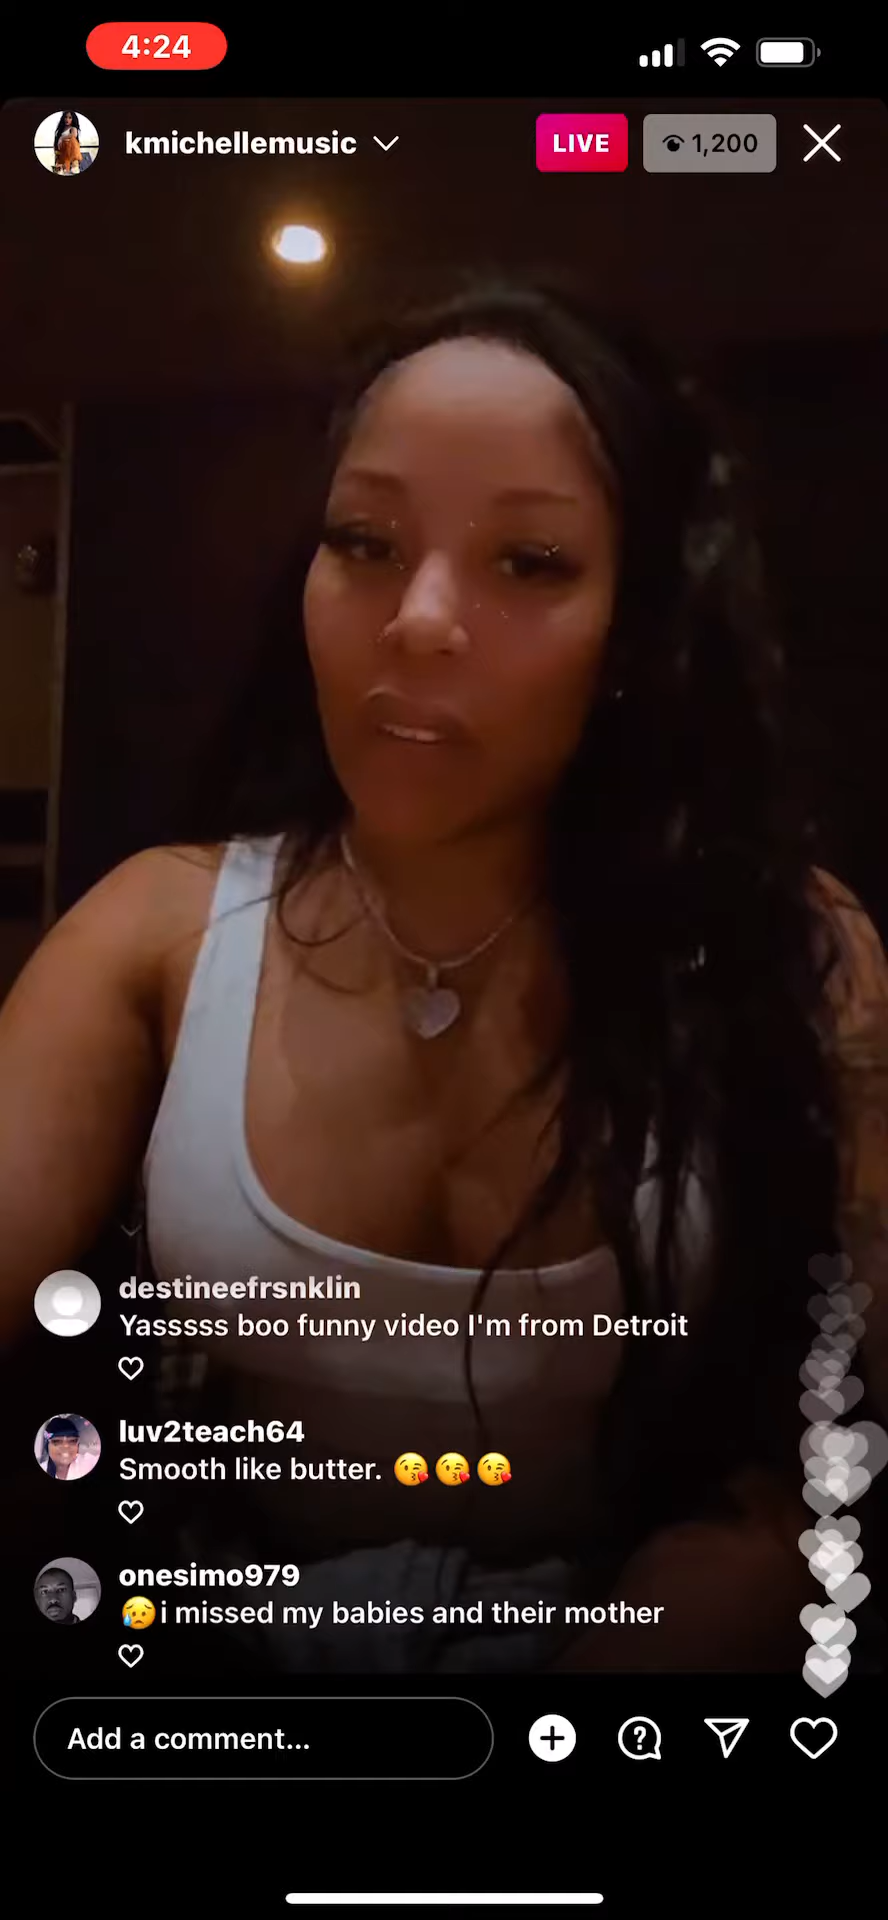 4:24
kmichellemusic
LIVE
1,200
destineefrsnklin
Yasssss boo funny video I'm from Detroit
luv2teach64
Smooth like butter. 😘😘😘
onesimo979
😥i missed my babies and their mother
Add a comment...